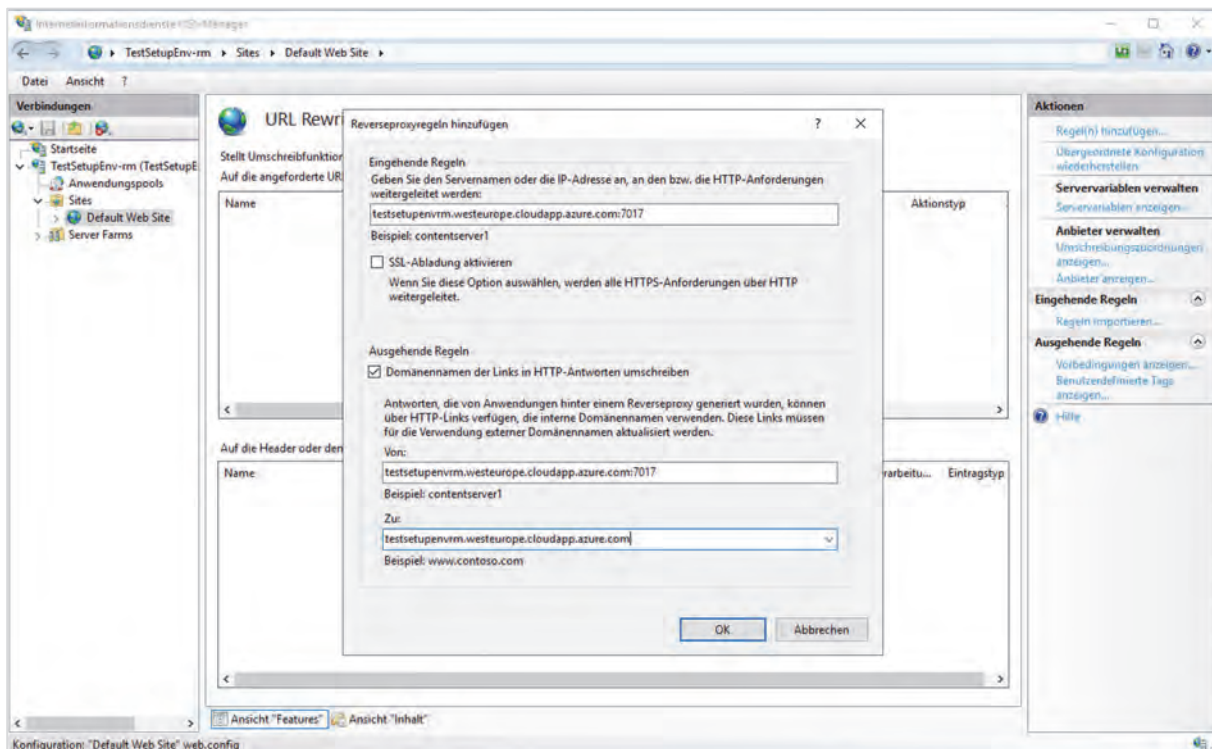 Internetinformationsdienste (IIS)-Manager
TestSetupEnv-rm Sites Default Web Site
Datei Ansicht ?
Verbindungen
Startseite
TestSetupEnv-rm (TestSetupE
Anwendungspools
Sites
Default Web Site
Server Farms
URL Rewri
Stellt Umschreibfunktion
Auf die angeforderte UR
Name
Aktionstyp
Auf die Header oder den
Name
rarbeitu... Eintragstyp
Ansicht "Features" Ansicht "Inhalt"
Reverseproxyregeln hinzufügen ?
Eingehende Regeln
Geben Sie den Servernamen oder die IP-Adresse an, an den bzw. die HTTP-Anforderungen
weitergeleitet werden:
testsetupenvrm.westeurope.cloudapp.azure.com:7017
Beispiel: contentserver1
SSL-Abladung aktivieren
Wenn Sie diese Option auswählen, werden alle HTTPS-Anforderungen über HTTP
weitergeleitet.
Ausgehende Regeln
Domänennamen der Links in HTTP-Antworten umschreiben
Antworten, die von Anwendungen hinter einem Reverseproxy generiert wurden, können
über HTTP-Links verfügen, die interne Domänennamen verwenden. Diese Links müssen
für die Verwendung externer Domänennamen aktualisiert werden.
Von:
testsetupenvrm.westeurope.cloudapp.azure.com:7017
Beispiel: contentserver1
Zu:
testsetupenvrm.westeurope.cloudapp.azure.com
Beispiel: www.contoso.com
OK Abbrechen
Aktionen
Regel(n) hinzufügen...
Übergeordnete Konfiguration
wiederherstellen
Servervariablen verwalten
Servervariablen anzeigen...
Anbieter verwalten
Umschreibungszuordnungen
anzeigen...
Anbieter anzeigen...
Eingehende Regeln
Regeln importieren...
Ausgehende Regeln
Vorbedingungen anzeigen...
Benutzerdefinierte Tags
anzeigen...
Hilfe
Konfiguration: "Default Web Site" web.config